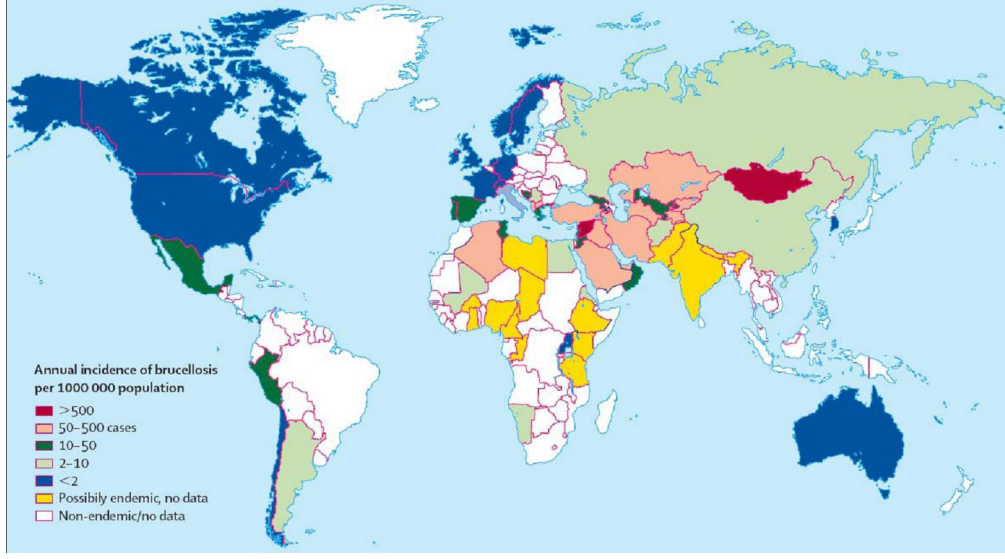 Annual incidence of brucellosis
per 1000 000 population
>500
50–500 cases
10–50
2–10
<2
Possibily endemic, no data
Non-endemic/no data